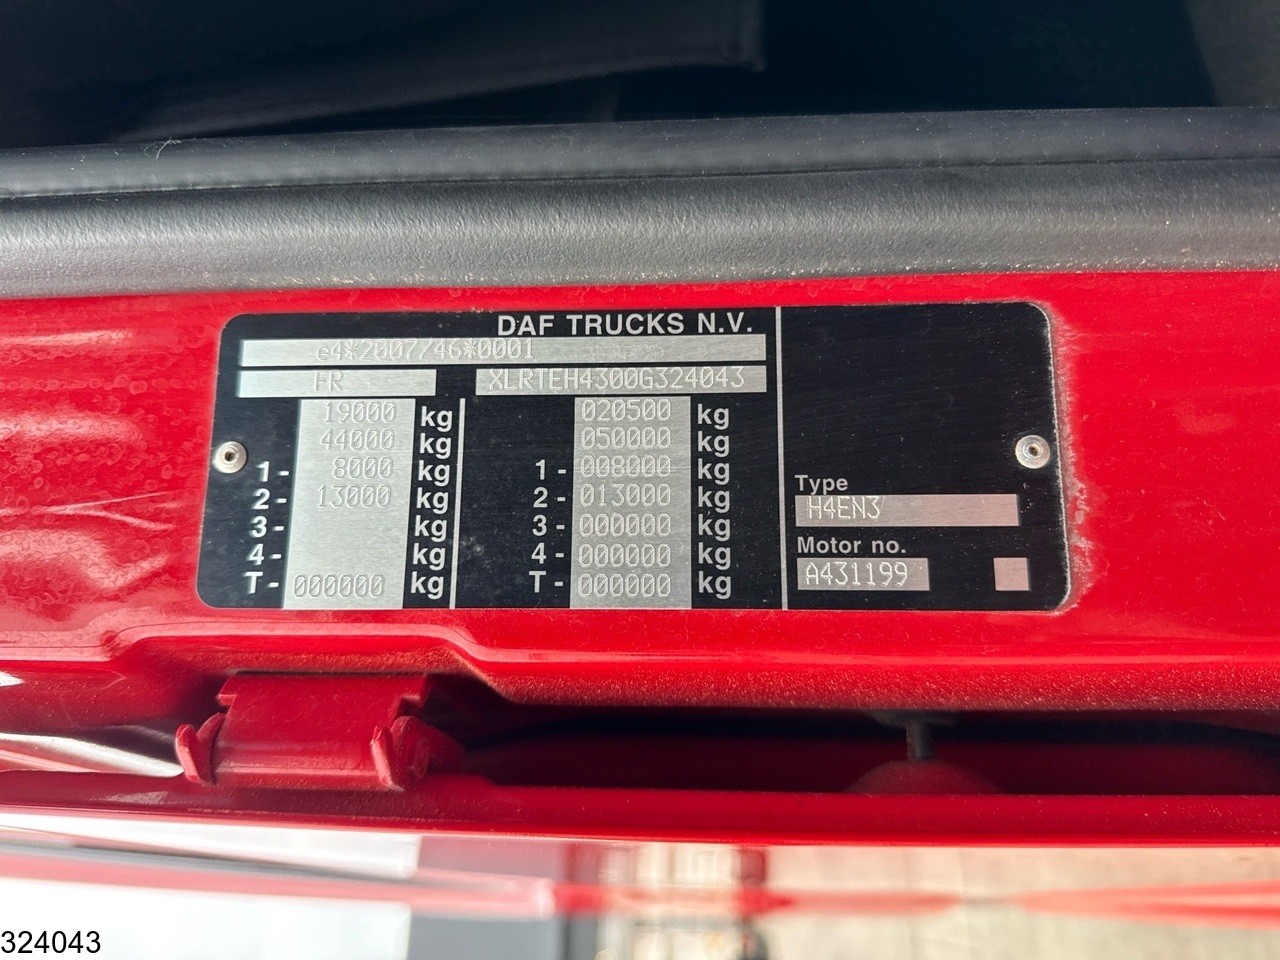 DAF TRUCKS N.V.
e4*2007/46*0001
FR XLRTEH4300G324043
19000 kg 020500 kg
44000 kg 050000 kg
1- 8000 kg 1- 008000 kg
2- 13000 kg 2- 013000 kg
3- kg 3- 000000 kg
4- kg 4- 000000 kg
T- 000000 kg T- 000000 kg
Type
H4EN3
Motor no.
A431199
324043